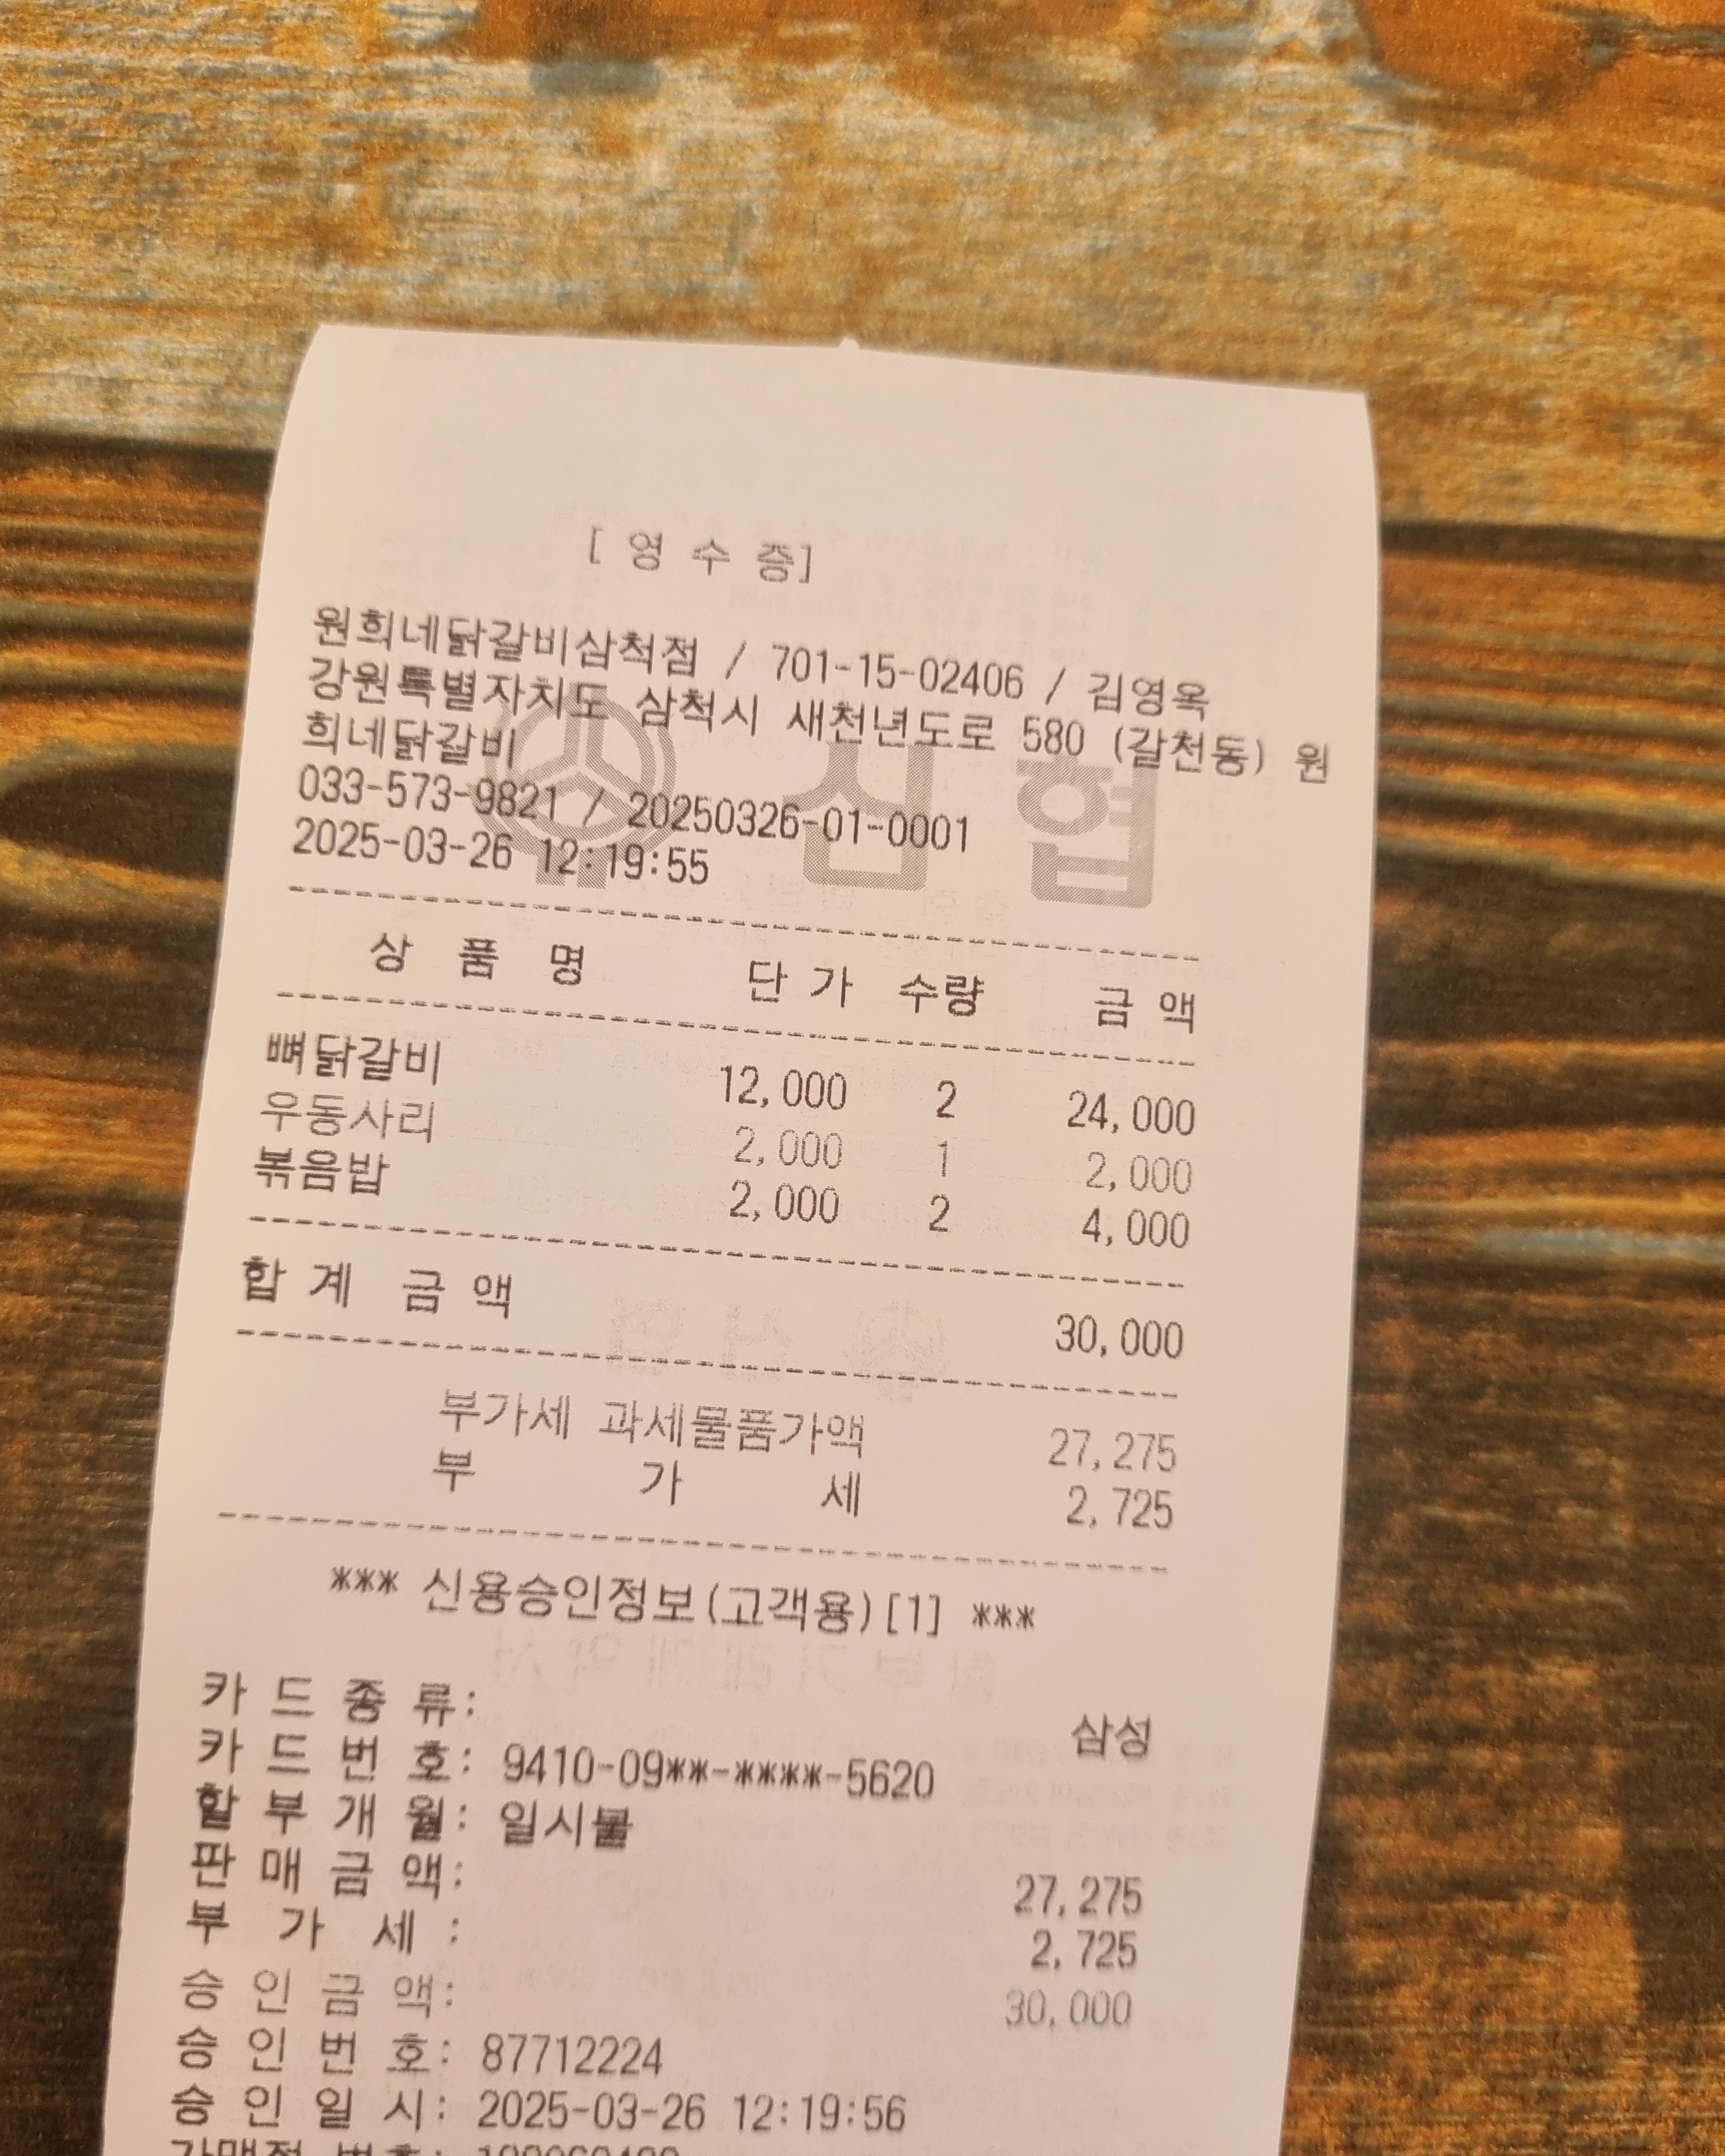 [ 영 수 증]
원희네닭갈비삼척점 / 701-15-02406 / 김영옥
강원특별자치도 삼척시 새천년도로 580 (갈천동) 원
희네닭갈비
신협
033-573-9821 / 20250326-01-0001
2025-03-26 12:19:55
상 품 명 단 가 수량 금 액
뼈닭갈비 12,000 2 24,000
우동사리 2,000 1 2,000
볶음밥 2,000 2 4,000
합 계 금 액 30,000
부가세 과세물품가액 27,275
부 가 세 2,725
*** 신용승인정보(고객용)[1] ***
카 드 종 류: 삼성
카 드 번 호: 9410-09**-****-5620
할 부 개 월: 일시불
판 매 금 액: 27,275
부 가 세 : 2,725
승 인 금 액: 30,000
승 인 번 호: 87712224
승 인 일 시: 2025-03-26 12:19:56